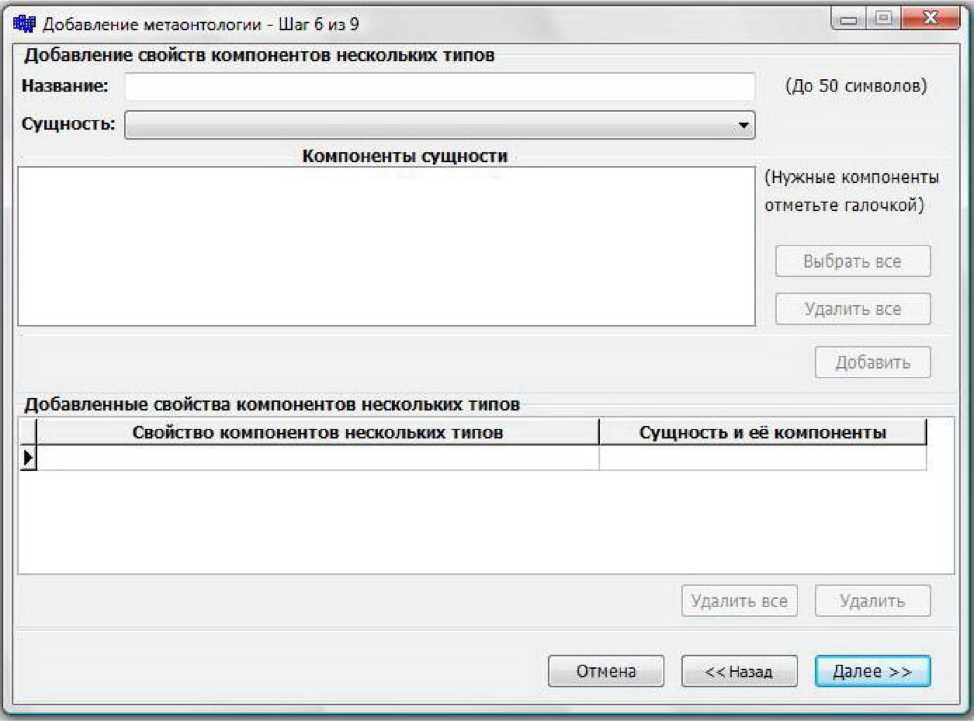 Добавление метаонтологии - Шаг 6 из 9
Добавление свойств компонентов нескольких типов
Название: (До 50 символов)
Сущность:
Компоненты сущности
(Нужные компоненты
отметьте галочкой)
Выбрать все
Удалить все
Добавить
Добавленные свойства компонентов нескольких типов
Свойство компонентов нескольких типов Сущность и её компоненты
Удалить все Удалить
Отмена << Назад Далее >>